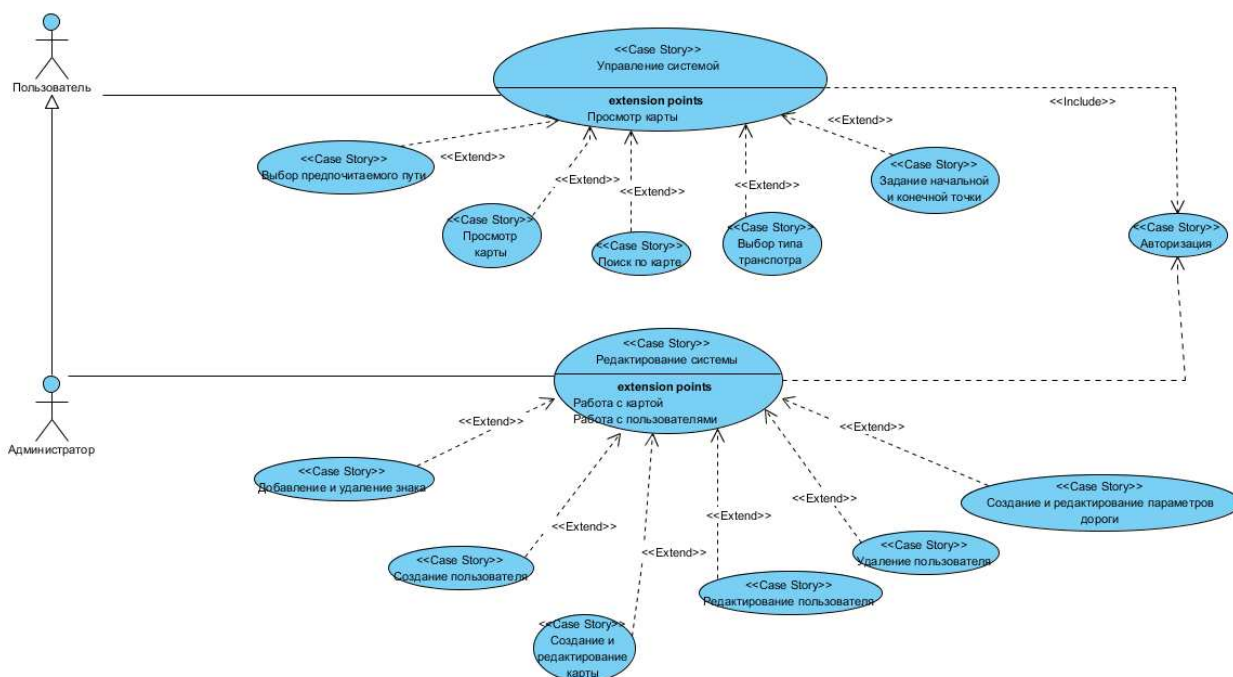 Пользователь
<<Case Story>>
Управление системой
extension points
Просмотр карты
<<Include>>
<<Extend>>
<<Extend>>
<<Extend>>
<<Extend>>
<<Extend>>
<<Case Story>>
Выбор предпочитаемого пути
<<Case Story>>
Просмотр
карты
<<Case Story>>
Поиск по карте
<<Case Story>>
Выбор типа
транспотра
<<Case Story>>
Задание начальной
и конечной точки
<<Case Story>>
Авторизация
Администратор
<<Case Story>>
Редактирование системы
extension points
Работа с картой
Работа с пользователями
<<Extend>>
<<Extend>>
<<Extend>>
<<Extend>>
<<Extend>>
<<Extend>>
<<Case Story>>
Добавление и удаление знака
<<Case Story>>
Создание пользователя
<<Case Story>>
Создание и
редактирование
карты
<<Case Story>>
Редактирование пользователя
<<Case Story>>
Удаление пользователя
<<Case Story>>
Создание и редактирование параметров
дороги